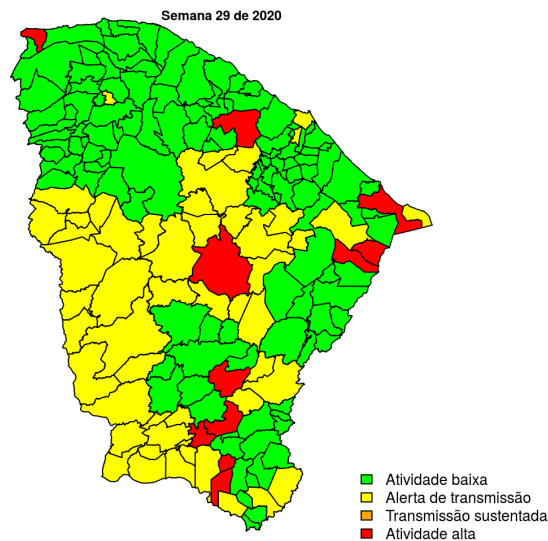 Semana 29 de 2020
Atividade baixa
Alerta de transmissão
Transmissão sustentada
Atividade alta